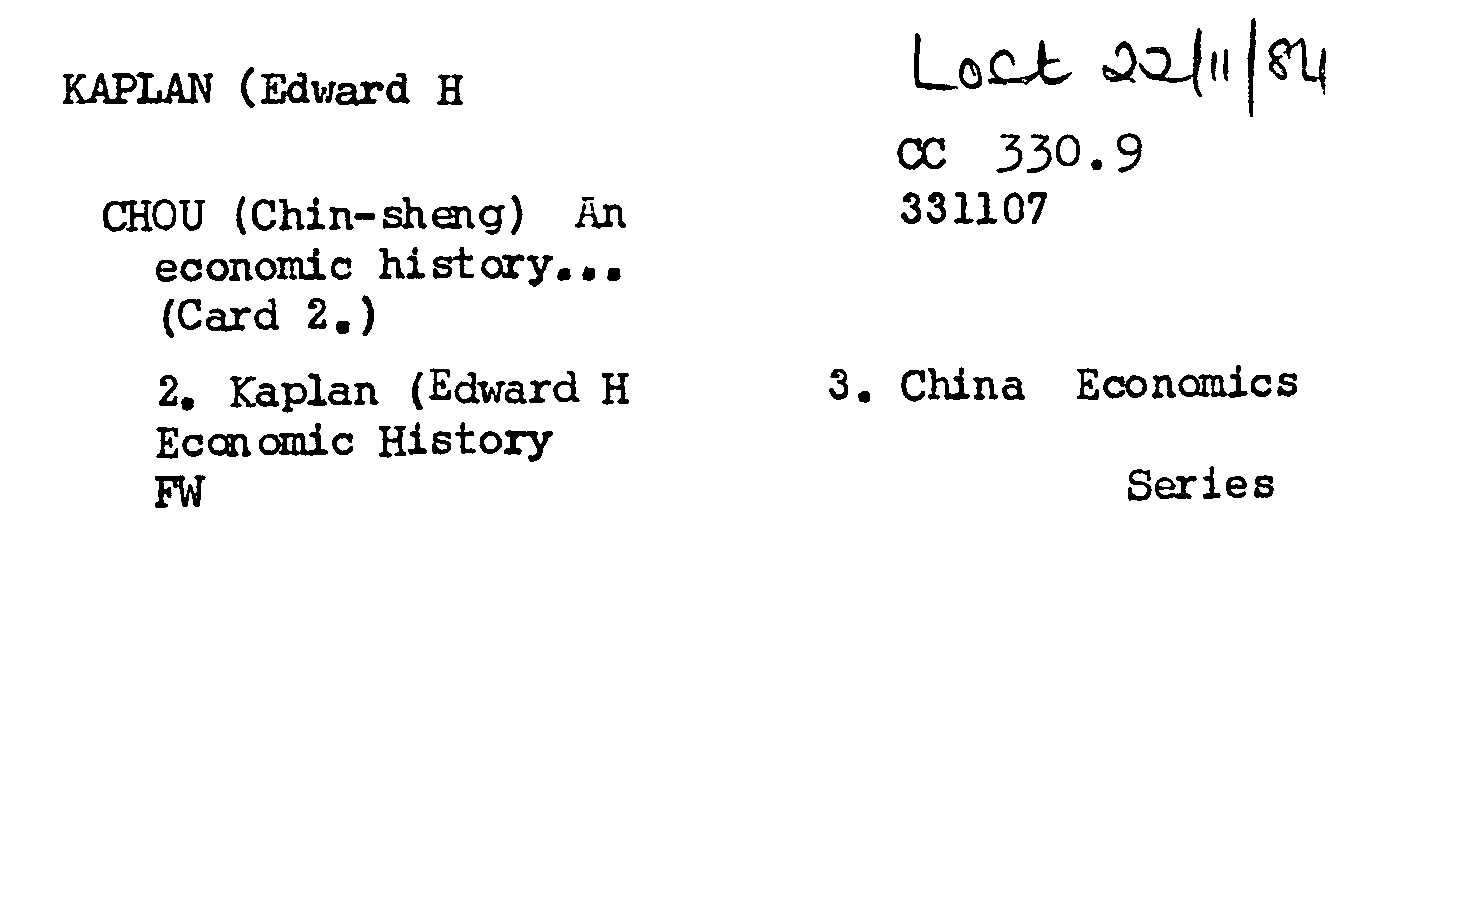 Lost 22/11/84
KAPLAN (Edward H
CC 330.9
331107
CHOU (Chin-sheng) An
economic history...
(Card 2.)
2. Kaplan (Edward H 3. China Economics
Economic History
FW Series